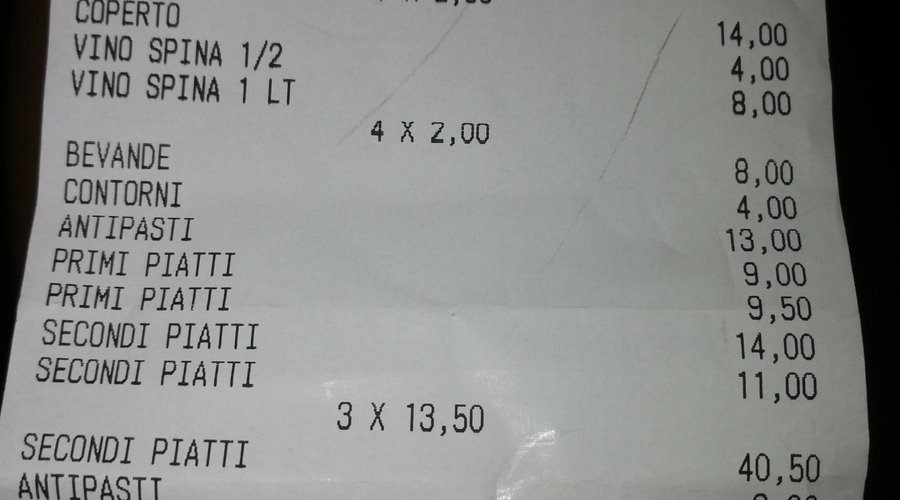 COPERTO 14,00
VINO SPINA 1/2 4,00
VINO SPINA 1 LT 8,00
4 X 2,00
BEVANDE 8,00
CONTORNI 4,00
ANTIPASTI 13,00
PRIMI PIATTI 9,00
PRIMI PIATTI 9,50
SECONDI PIATTI 14,00
SECONDI PIATTI 11,00
3 X 13,50
SECONDI PIATTI 40,50
ANTIPASTI